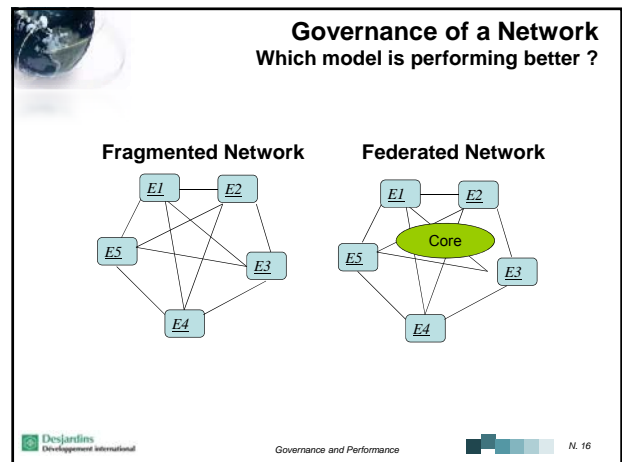 Governance of a Network
Which model is performing better ?
Fragmented Network
Federated Network
E1
E2
E5
E3
E4
E1
E2
Core
E5
E3
E4
Desjardins
Développement international
Governance and Performance
N. 16